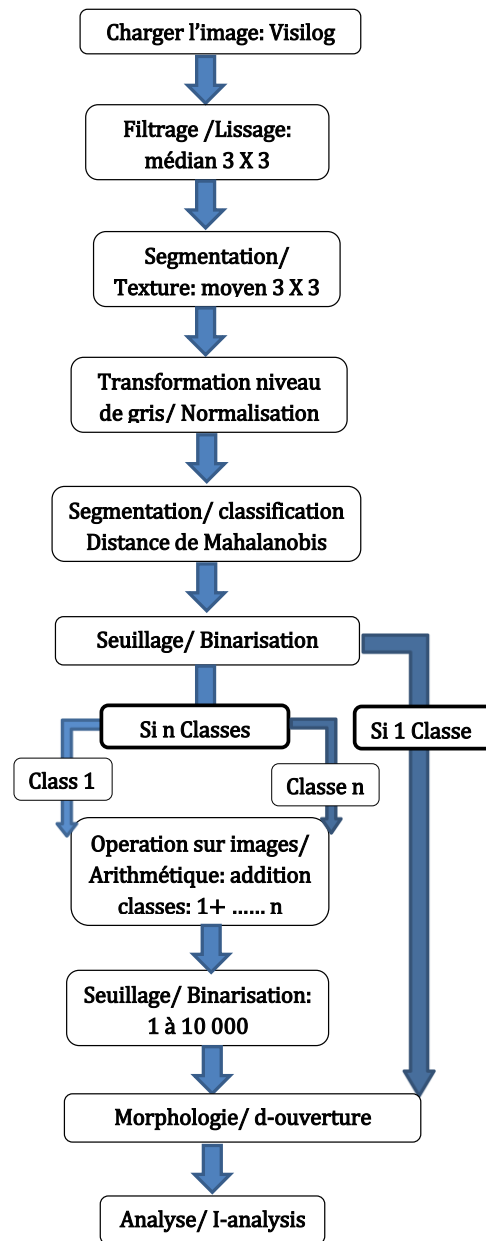 Charger l'image: Visilog
Filtrage /Lissage:
médian 3 X 3
Segmentation/
Texture: moyen 3 X 3
Transformation niveau
de gris/ Normalisation
Segmentation/ classification
Distance de Mahalanobis
Seuillage/ Binarisation
Si n Classes
Si 1 Classe
Class 1
Classe n
Operation sur images/
Arithmétique: addition
classes: 1+ ...... n
Seuillage/ Binarisation:
1 à 10 000
Morphologie/ d-ouverture
Analyse/ I-analysis